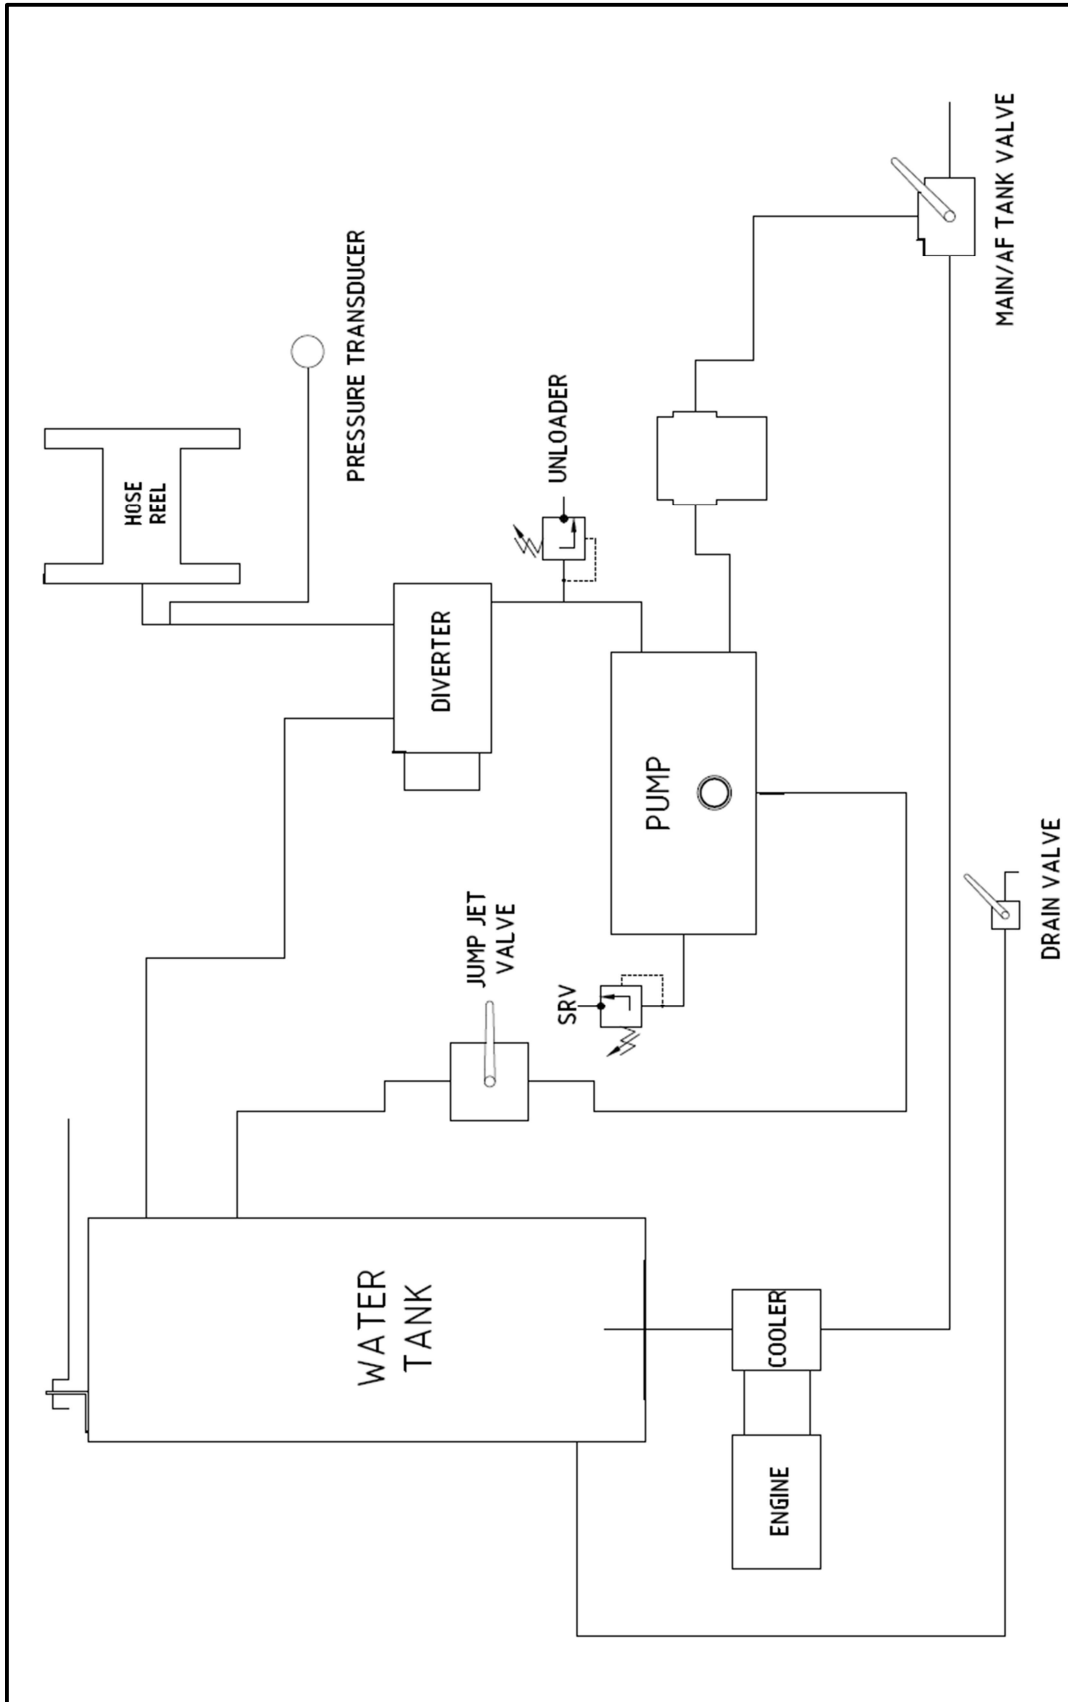 HOSE
REEL
PRESSURE TRANSDUCER
MAIN/AF TANK VALVE
UNLOADER
DIVERTER
PUMP
JUMP JET
VALVE
SRV
DRAIN VALVE
WATER
TANK
COOLER
ENGINE